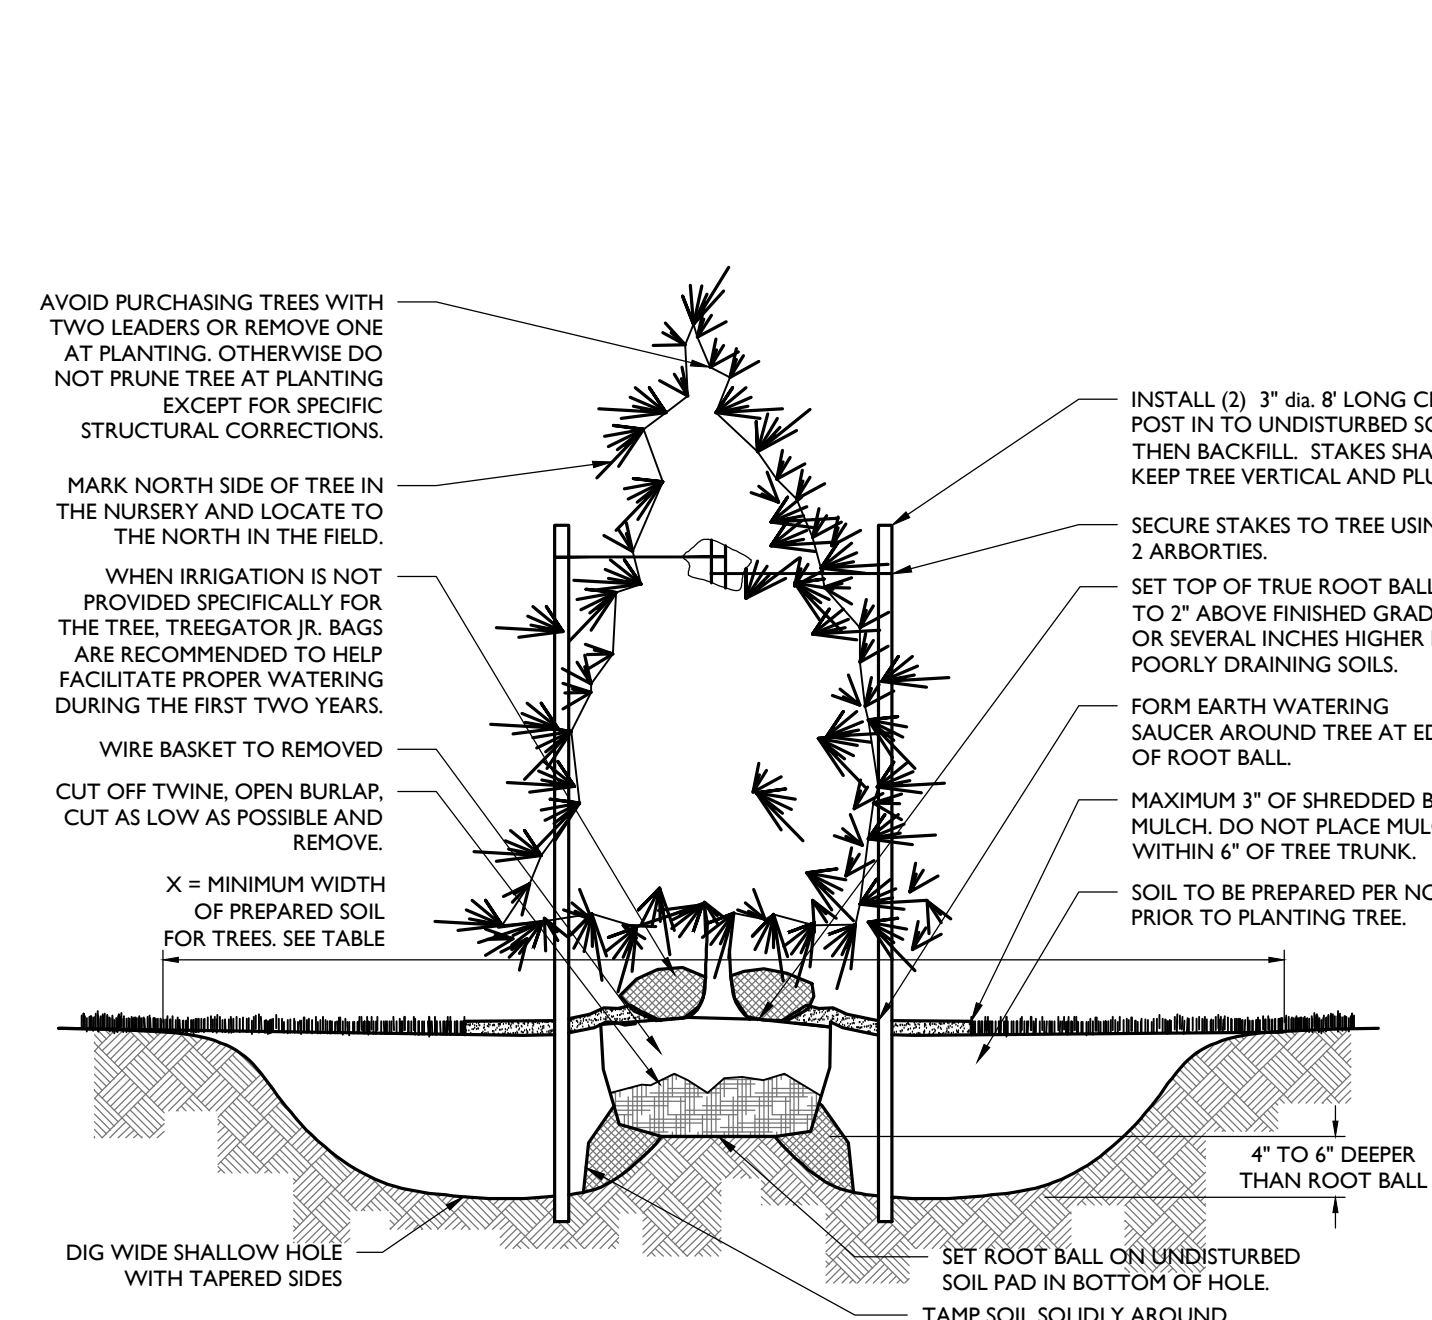 AVOID PURCHASING TREES WITH
TWO LEADERS OR REMOVE ONE
AT PLANTING. OTHERWISE DO
NOT PRUNE TREE AT PLANTING
EXCEPT FOR SPECIFIC
STRUCTURAL CORRECTIONS.
MARK NORTH SIDE OF TREE IN
THE NURSERY AND LOCATE TO
THE NORTH IN THE FIELD.
WHEN IRRIGATION IS NOT
PROVIDED SPECIFICALLY FOR
THE TREE, TREEGATOR JR. BAGS
ARE RECOMMENDED TO HELP
FACILITATE PROPER WATERING
DURING THE FIRST TWO YEARS.
WIRE BASKET TO REMOVED
CUT OFF TWINE, OPEN BURLAP,
CUT AS LOW AS POSSIBLE AND
REMOVE.
X = MINIMUM WIDTH
OF PREPARED SOIL
FOR TREES. SEE TABLE
DIG WIDE SHALLOW HOLE
WITH TAPERED SIDES
INSTALL (2) 3" dia. 8' LONG
POST IN TO UNDISTURBED
THEN BACKFILL. STAKES
KEEP TREE VERTICAL AND
SECURE STAKES TO TREE
2 ARBORTIES.
SET TOP OF TRUE ROOT BALL
TO 2" ABOVE FINISHED
OR SEVERAL INCHES HIGHER
POORLY DRAINING SOILS.
FORM EARTH WATERING
SAUCER AROUND TREE AT
OF ROOT BALL.
MAXIMUM 3" OF SHREDDED
MULCH. DO NOT PLACE
WITHIN 6" OF TREE TRUNK.
SOIL TO BE PREPARED PER
PRIOR TO PLANTING TREE.
4" TO 6" DEEPER
THAN ROOT BALL
SET ROOT BALL ON UNDISTURBED
SOIL PAD IN BOTTOM OF HOLE.
TAMP SOIL SOLIDLY AROUND